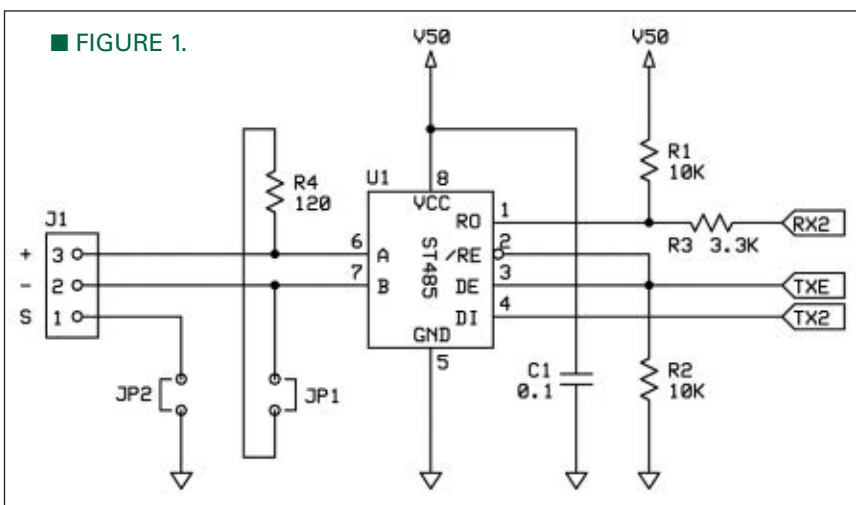 ■ FIGURE 1.
V50
V50
R1
10K
R4
120
U1
8
VCC
J1
RO
1
RX2
R3 3.3K
+
3
6
A
ST485
/RE
2
-
2
7
B
DE
3
TXE
S
1
DI
4
TX2
GND
5
JP2
JP1
C1
0.1
R2
10K